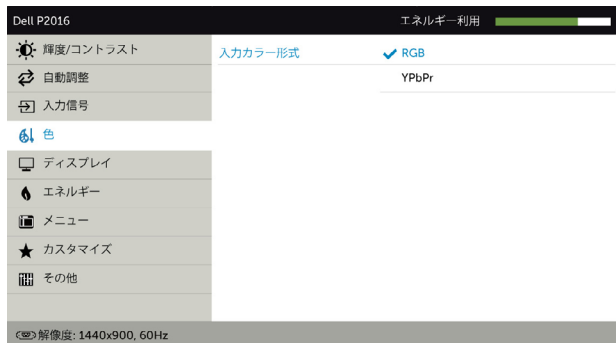 Dell P2016 エネルギー利用
輝度/コントラスト 入力カラー形式 RGB
自動調整 YPbPr
入力信号
色
ディスプレイ
エネルギー
メニュー
カスタマイズ
その他
解像度: 1440x900, 60Hz